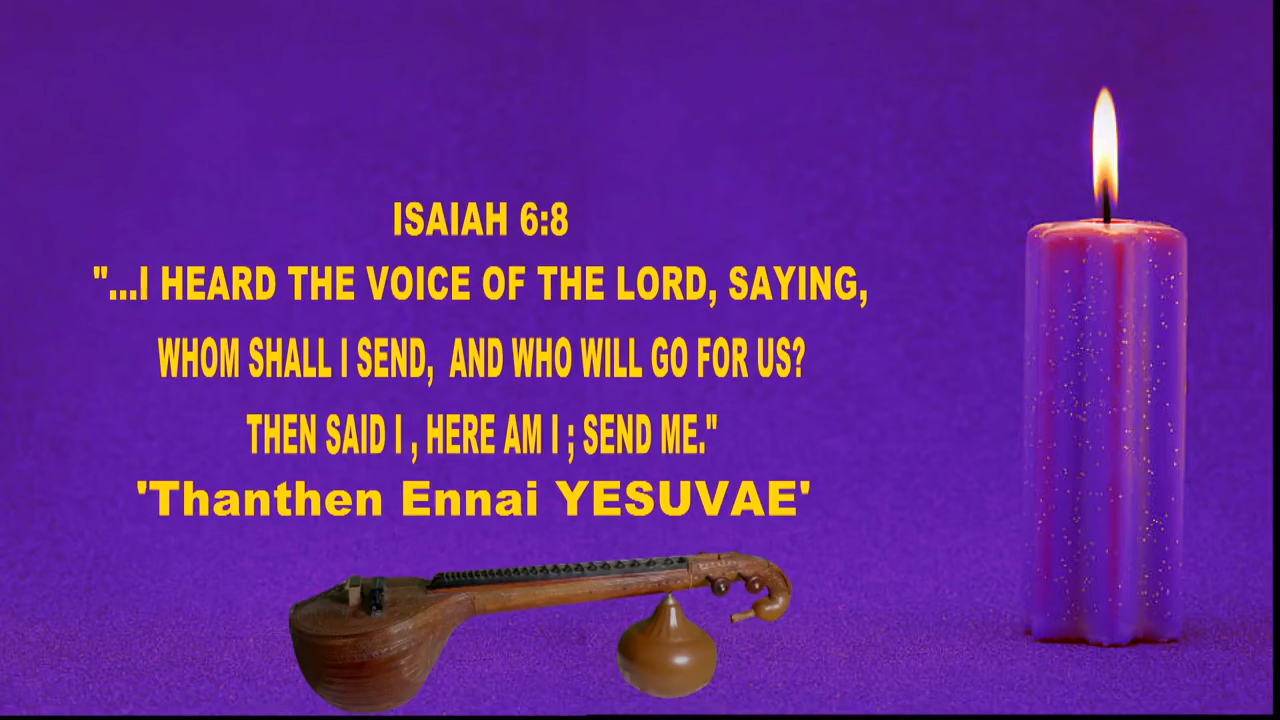 ISAIAH 6:8
"...I HEARD THE VOICE OF THE LORD, SAYING,
WHOM SHALL I SEND, AND WHO WILL GO FOR US?
THEN SAID I , HERE AM I ; SEND ME."
'Thanthen Ennai YESUVAE'